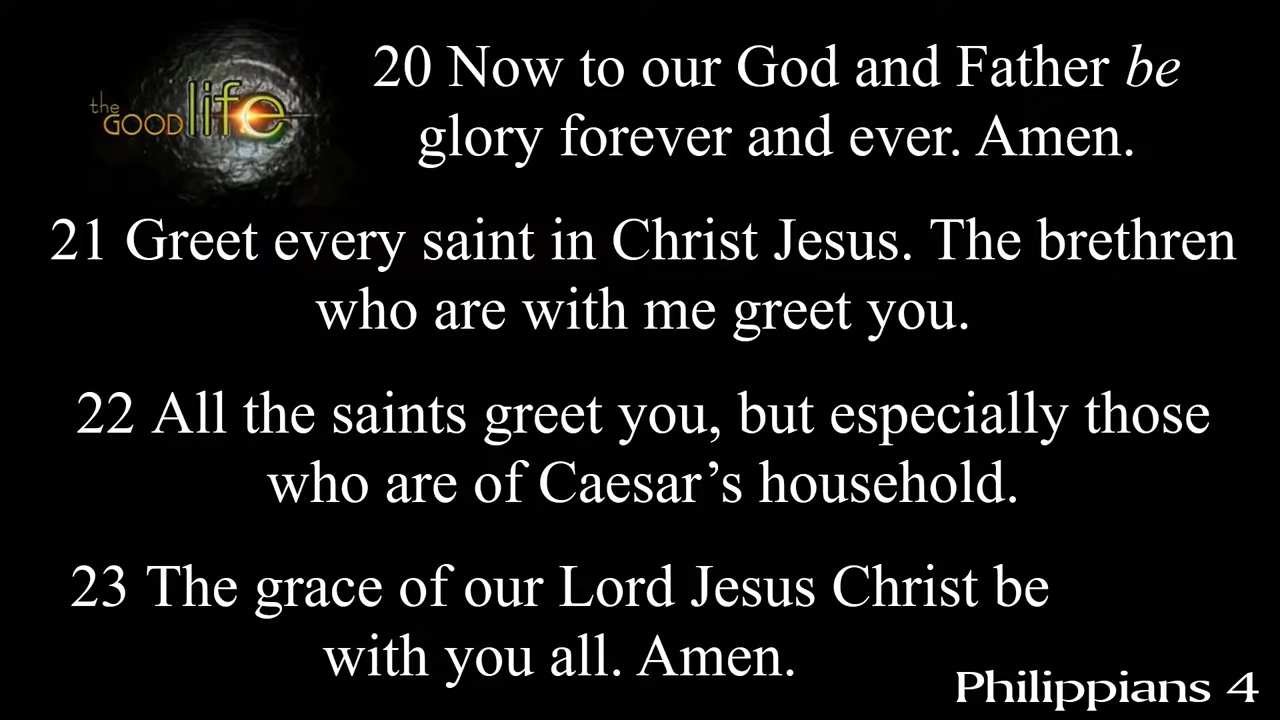 the
GOOD life
20 Now to our God and Father be
glory forever and ever. Amen.
21 Greet every saint in Christ Jesus. The brethren
who are with me greet you.
22 All the saints greet you, but especially those
who are of Caesar’s household.
23 The grace of our Lord Jesus Christ be
with you all. Amen.
Philippians 4